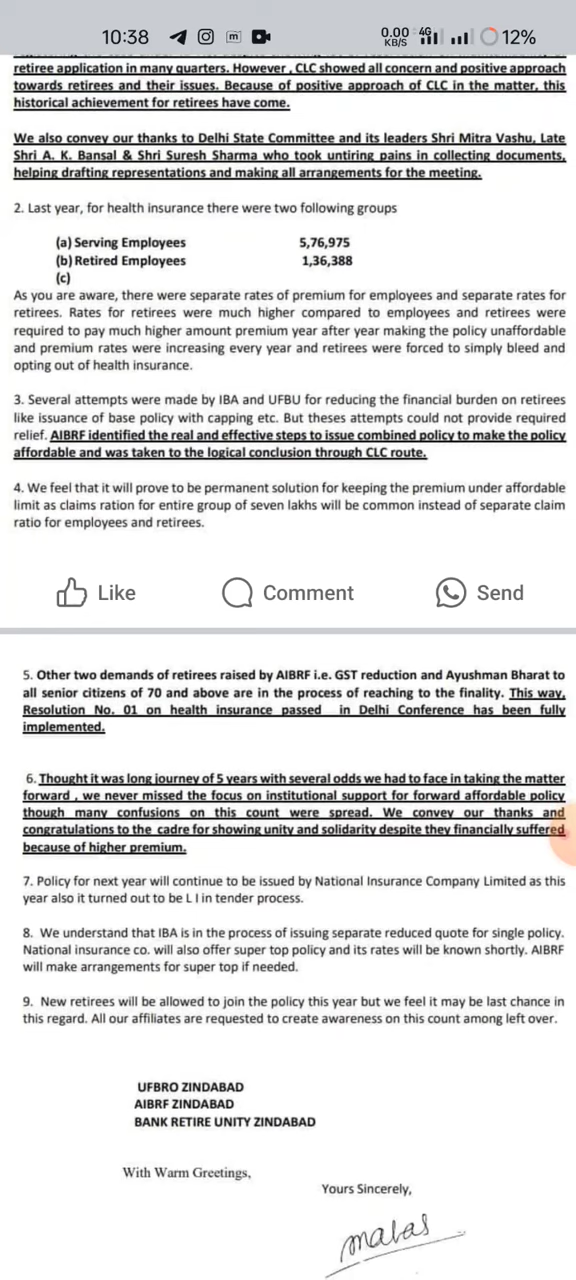 10:38
0.00 KB/S 4G 12%
retiree application in many quarters. However , CLC showed all concern and positive approach
towards retirees and their issues. Because of positive approach of CLC in the matter, this
historical achievement for retirees have come.
We also convey our thanks to Delhi State Committee and its leaders Shri Mitra Vashu, Late
Shri A. K. Bansal & Shri Suresh Sharma who took untiring pains in collecting documents,
helping drafting representations and making all arrangements for the meeting.
2. Last year, for health insurance there were two following groups
(a) Serving Employees 5,76,975
(b) Retired Employees 1,36,388
(c)
As you are aware, there were separate rates of premium for employees and separate rates for
retirees. Rates for retirees were much higher compared to employees and retirees were
required to pay much higher amount premium year after year making the policy unaffordable
and premium rates were increasing every year and retirees were forced to simply bleed and
opting out of health insurance.
3. Several attempts were made by IBA and UFBU for reducing the financial burden on retirees
like issuance of base policy with capping etc. But theses attempts could not provide required
relief. AIBRF identified the real and effective steps to issue combined policy to make the policy
affordable and was taken to the logical conclusion through CLC route.
4. We feel that it will prove to be permanent solution for keeping the premium under affordable
limit as claims ration for entire group of seven lakhs will be common instead of separate claim
ratio for employees and retirees.
Like Comment Send
5. Other two demands of retirees raised by AIBRF i.e. GST reduction and Ayushman Bharat to
all senior citizens of 70 and above are in the process of reaching to the finality. This way,
Resolution No. 01 on health insurance passed in Delhi Conference has been fully
implemented.
6. Thought it was long journey of 5 years with several odds we had to face in taking the matter
forward , we never missed the focus on institutional support for forward affordable policy
though many confusions on this count were spread. We convey our thanks and
congratulations to the cadre for showing unity and solidarity despite they financially suffered
because of higher premium.
7. Policy for next year will continue to be issued by National Insurance Company Limited as this
year also it turned out to be L I in tender process.
8. We understand that IBA is in the process of issuing separate reduced quote for single policy.
National insurance co. will also offer super top policy and its rates will be known shortly. AIBRF
will make arrangements for super top if needed.
9. New retirees will be allowed to join the policy this year but we feel it may be last chance in
this regard. All our affiliates are requested to create awareness on this count among left over.
UFBRO ZINDABAD
AIBRF ZINDABAD
BANK RETIRE UNITY ZINDABAD
With Warm Greetings,
Yours Sincerely,